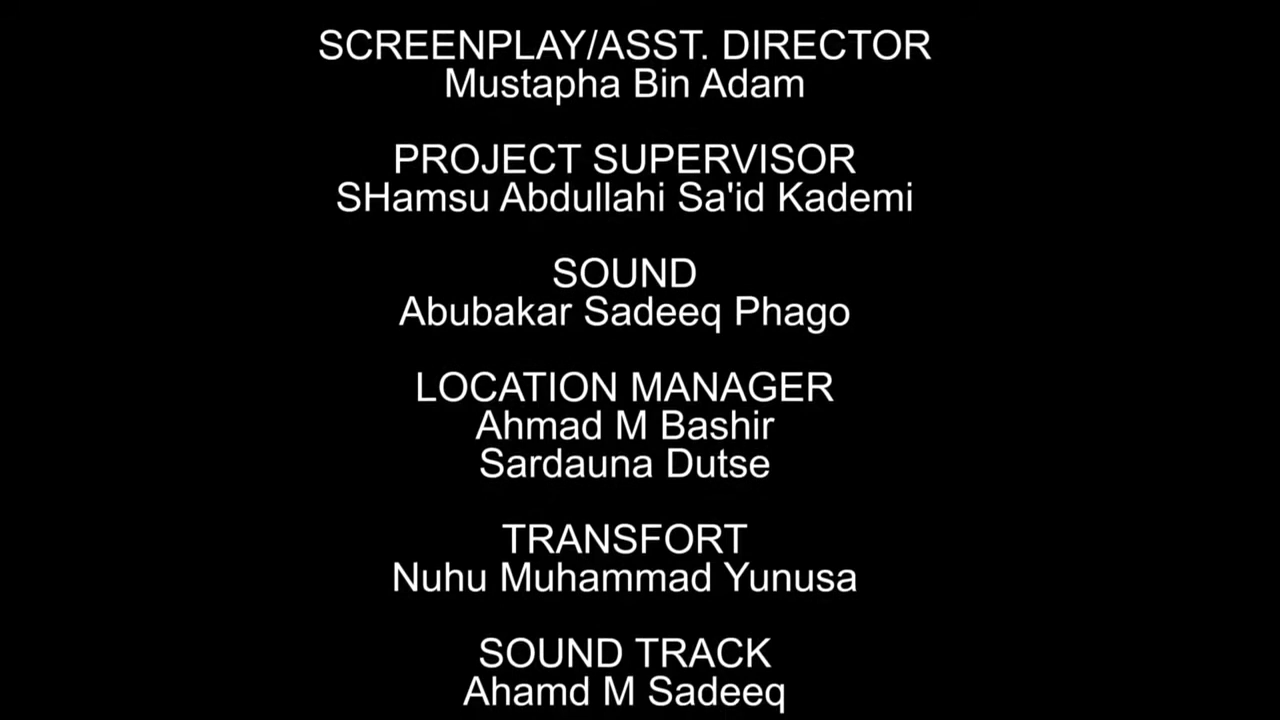 SCREENPLAY/ASST. DIRECTOR
Mustapha Bin Adam
PROJECT SUPERVISOR
SHamsu Abdullahi Sa'id Kademi
SOUND
Abubakar Sadeeq Phago
LOCATION MANAGER
Ahmad M Bashir
Sardauna Dutse
TRANSFORT
Nuhu Muhammad Yunusa
SOUND TRACK
Ahamd M Sadeeq